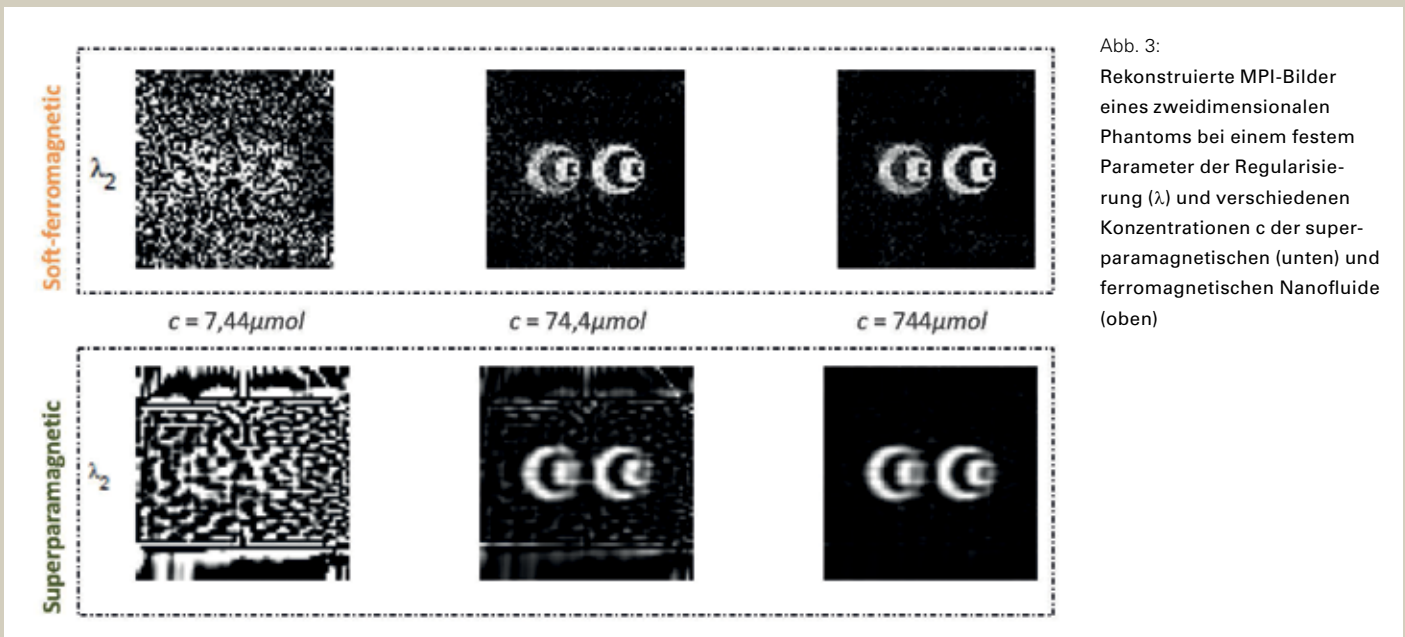 Soft-ferromagnetic
λ2
c = 7,44μmol
c = 74,4μmol
c = 744μmol
Superparamagnetic
λ2
Abb. 3:
Rekonstruierte MPI-Bilder
eines zweidimensionalen
Phantoms bei einem festem
Parameter der Regularisie-
rung (λ) und verschiedenen
Konzentrationen c der super-
paramagnetischen (unten) und
ferromagnetischen Nanofluide
(oben)